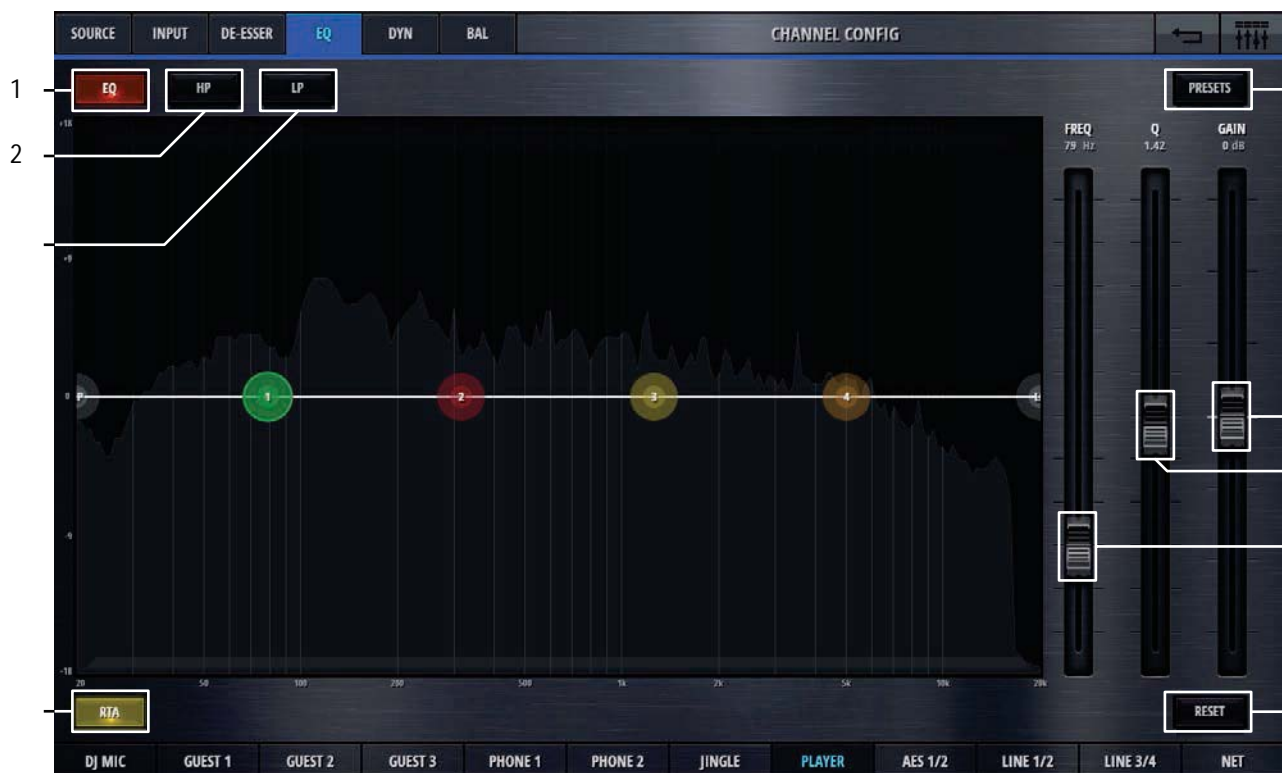 SOURCE INPUT DE-ESSER EQ DYN BAL CHANNEL CONFIG
1 EQ HP LP PRESETS
2
FREQ Q GAIN
79 Hz 1.42 0 dB
+18
+9
0
-9
-18
P 1 2 3 4
20 50 100 200 500 1k 2k 5k 10k 20k
RTA RESET
DJ MIC GUEST 1 GUEST 2 GUEST 3 PHONE 1 PHONE 2 JINGLE PLAYER AES 1/2 LINE 1/2 LINE 3/4 NET